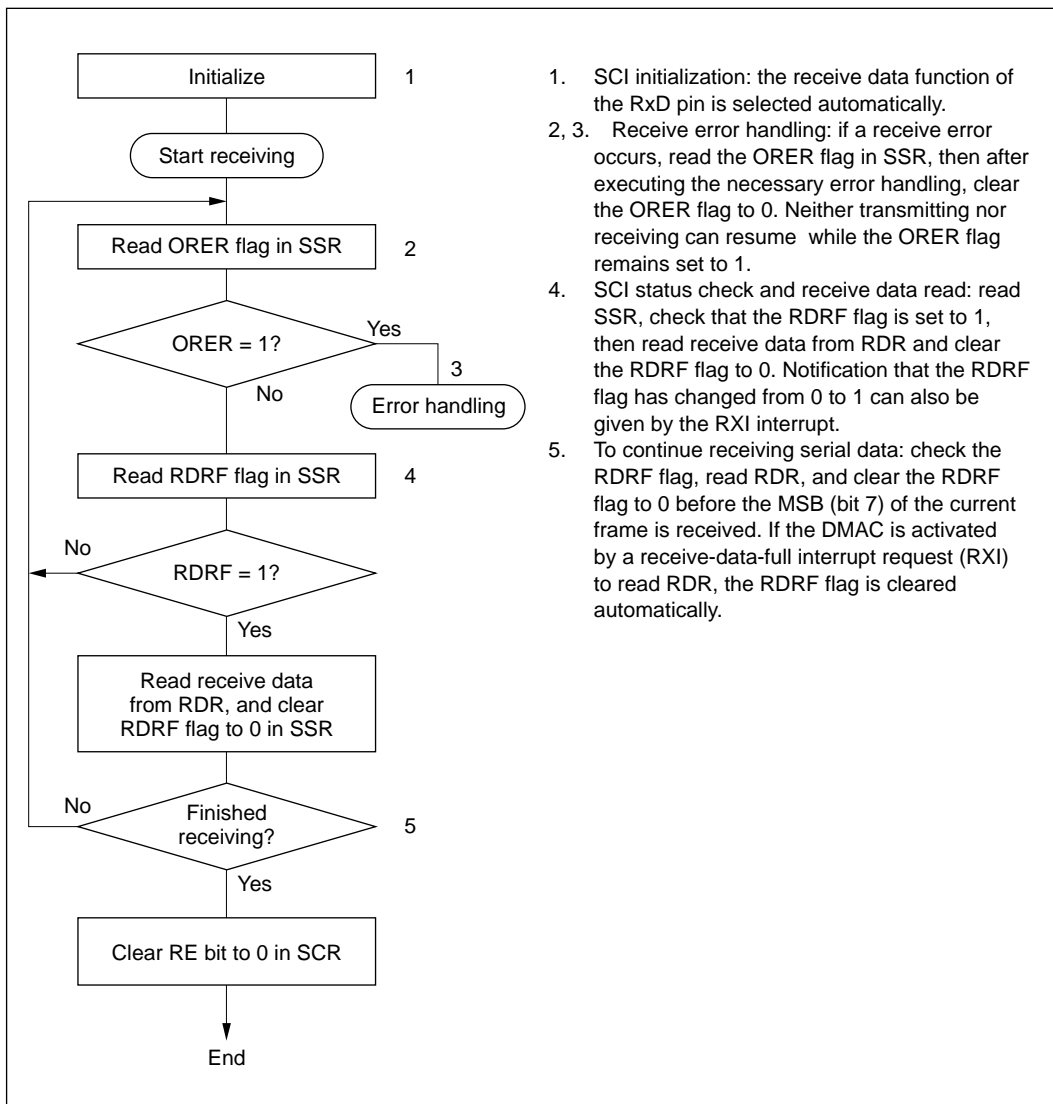 Initialize
1
Start receiving
Read ORER flag in SSR
2
ORER = 1?
Yes
3
No
Error handling
Read RDRF flag in SSR
4
No
RDRF = 1?
Yes
Read receive data
from RDR, and clear
RDRF flag to 0 in SSR
No
Finished
receiving?
5
Yes
Clear RE bit to 0 in SCR
End
1. SCI initialization: the receive data function of
the RxD pin is selected automatically.
2, 3. Receive error handling: if a receive error
occurs, read the ORER flag in SSR, then after
executing the necessary error handling, clear
the ORER flag to 0. Neither transmitting nor
receiving can resume while the ORER flag
remains set to 1.
4. SCI status check and receive data read: read
SSR, check that the RDRF flag is set to 1,
then read receive data from RDR and clear
the RDRF flag to 0. Notification that the RDRF
flag has changed from 0 to 1 can also be
given by the RXI interrupt.
5. To continue receiving serial data: check the
RDRF flag, read RDR, and clear the RDRF
flag to 0 before the MSB (bit 7) of the current
frame is received. If the DMAC is activated
by a receive-data-full interrupt request (RXI)
to read RDR, the RDRF flag is cleared
automatically.